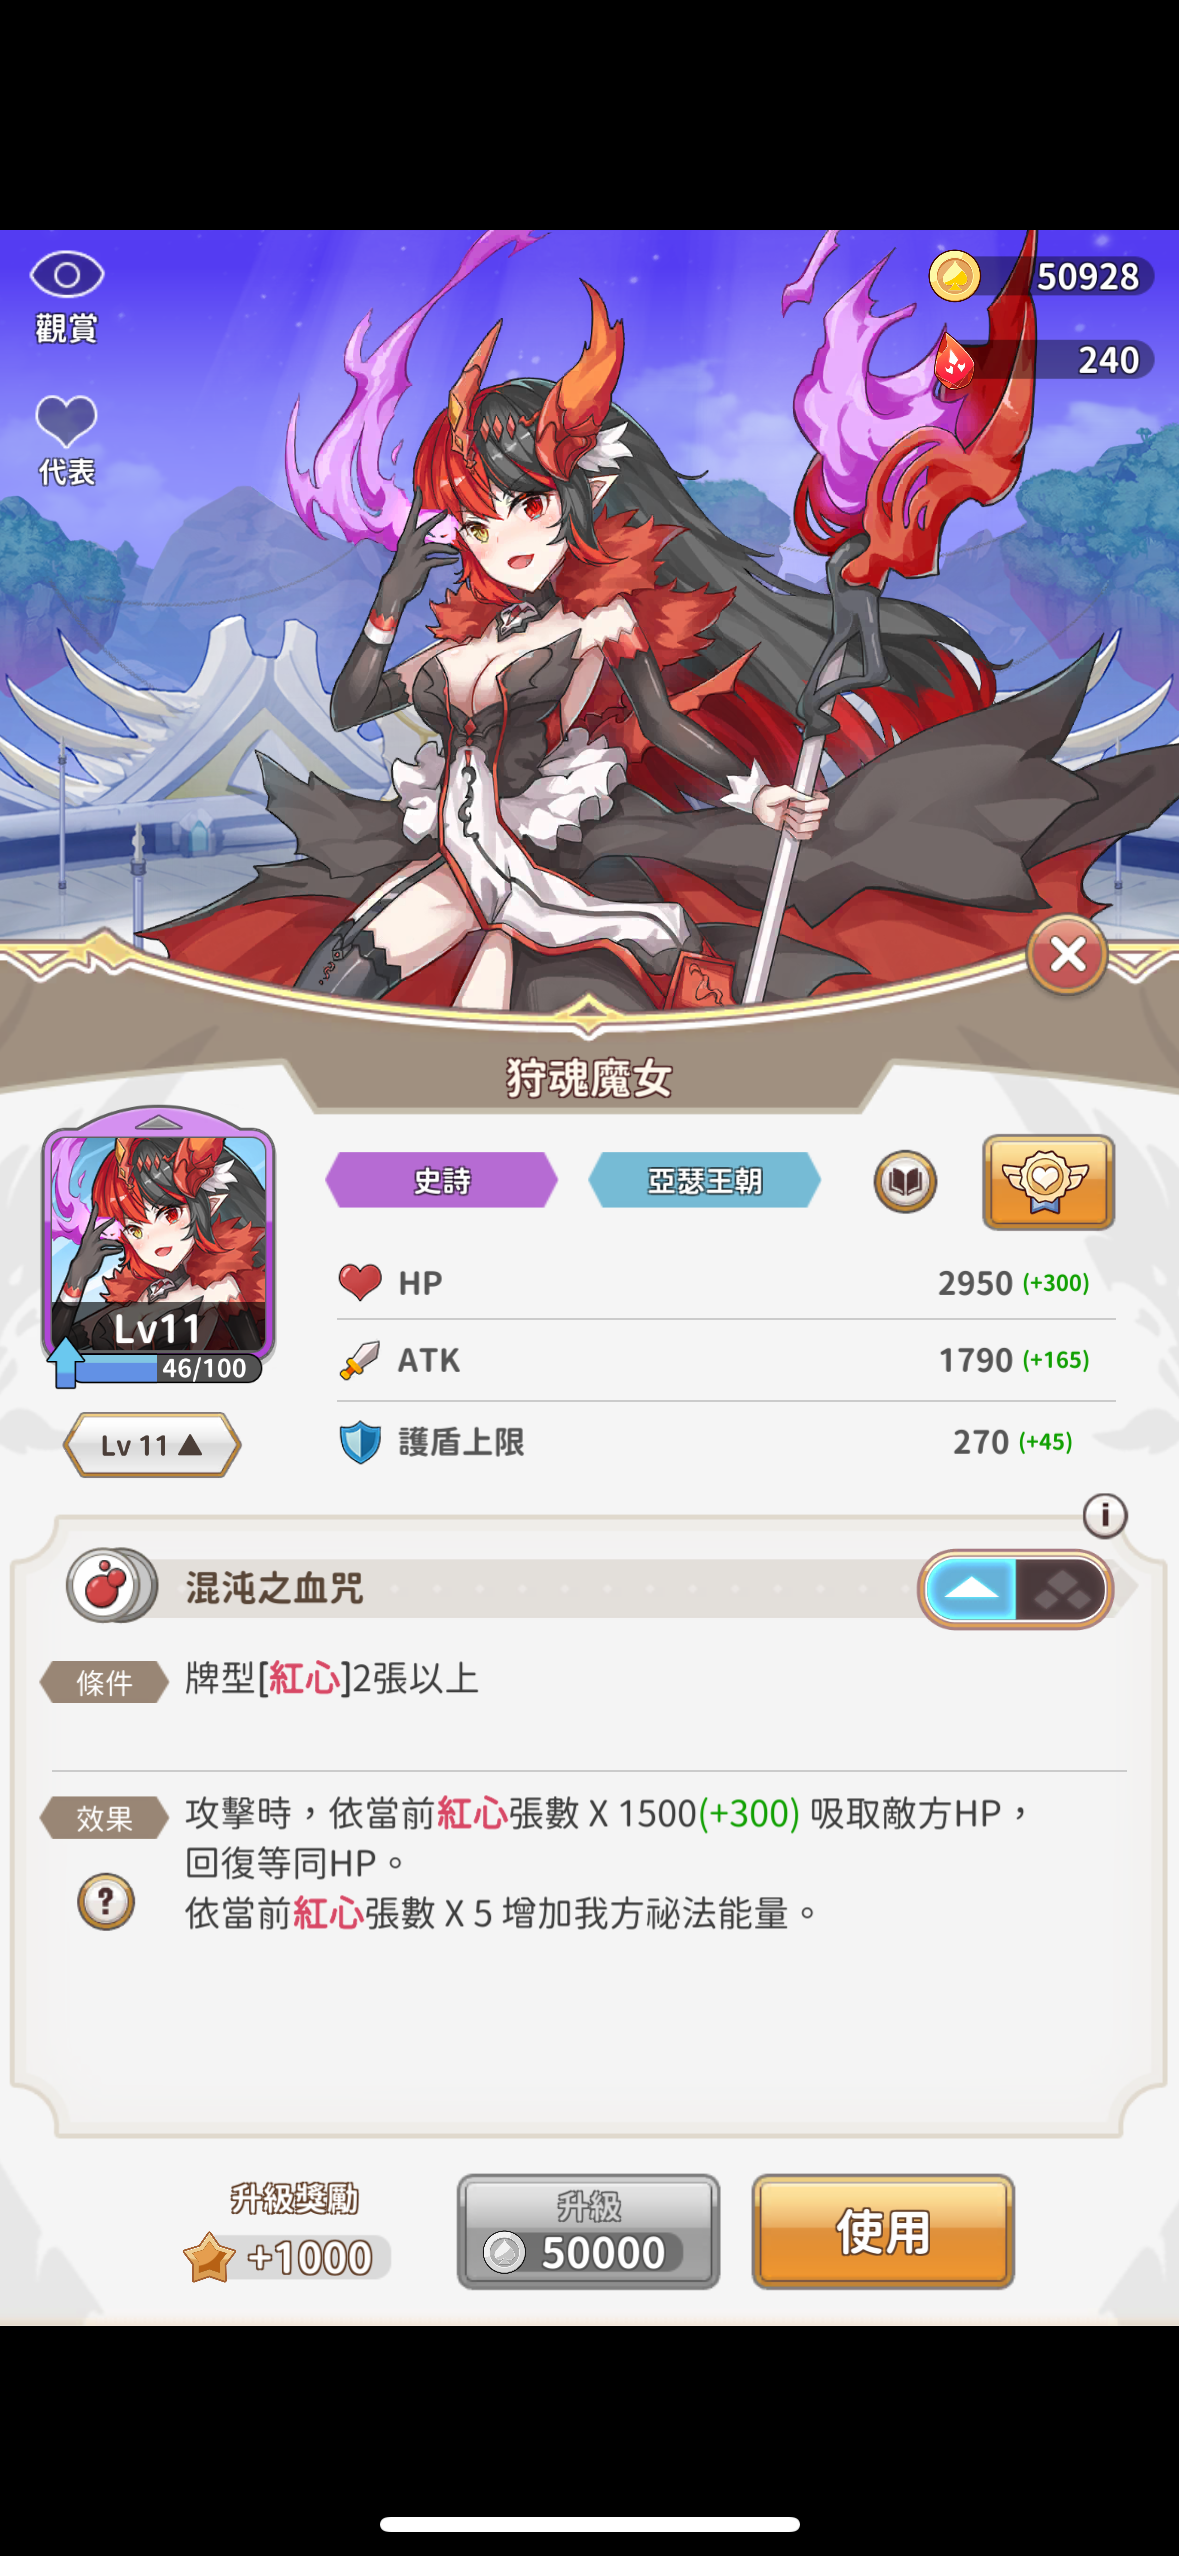 觀賞
50928
240
代表
狩魂魔女
史詩
亞瑟王朝
HP
2950 (+300)
Lv11
46/100
ATK
1790 (+165)
Lv 11 ▲
護盾上限
270 (+45)
i
混沌之血咒
條件
牌型[紅心]2張以上
效果
攻擊時，依當前紅心張數 X 1500(+300) 吸取敵方HP，
回復等同HP。
?
依當前紅心張數 X 5 增加我方祕法能量。
升級獎勵
+1000
升級
50000
使用